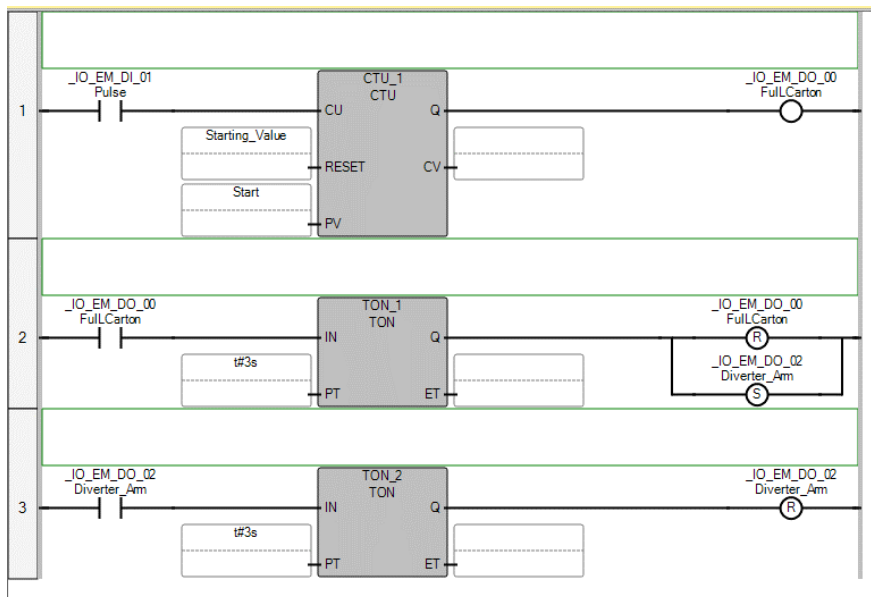 1
_IO_EM_DI_01
Pulse
CTU_1
CTU
_IO_EM_DO_00
FulLCarton
CU
Q
Starting_Value
RESET
CV
Start
PV
2
_IO_EM_DO_00
FulLCarton
TON_1
TON
_IO_EM_DO_00
FulLCarton
IN
Q
R
t#3s
_IO_EM_DO_02
Diverter_Arm
PT
ET
S
3
_IO_EM_DO_02
Diverter_Arm
TON_2
TON
_IO_EM_DO_02
Diverter_Arm
IN
Q
R
t#3s
PT
ET